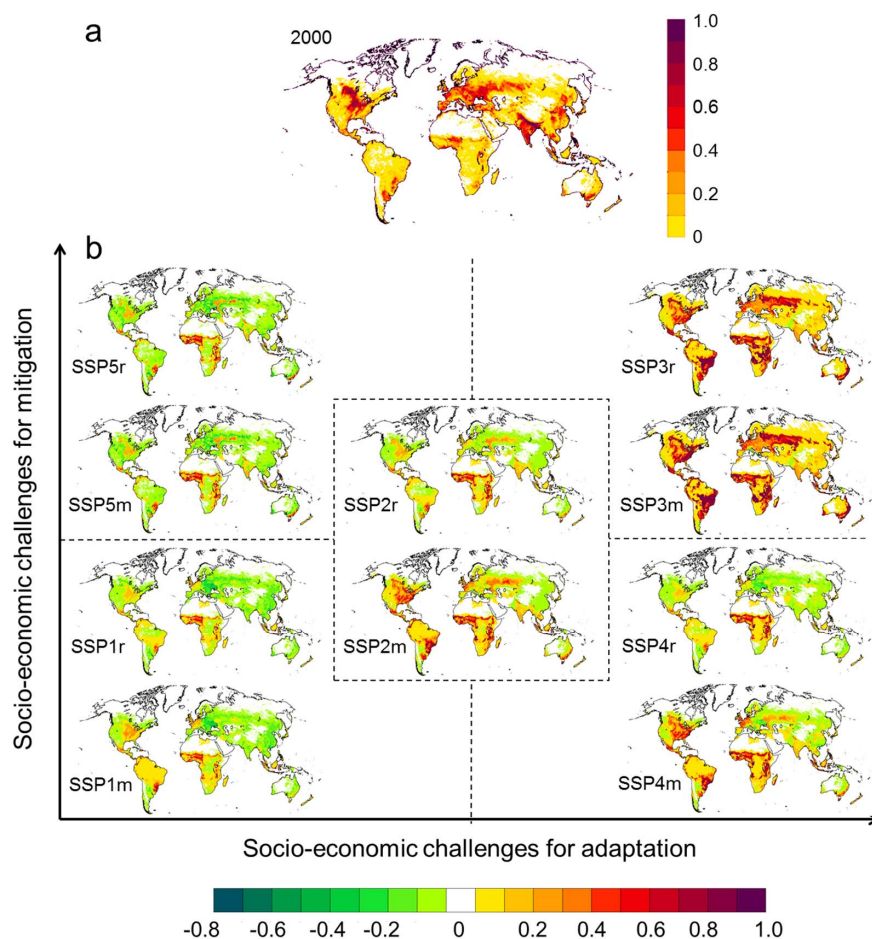 a
2000
1.0
0.8
0.6
0.4
0.2
0
b
Socio-economic challenges for mitigation
SSP5r
SSP3r
SSP5m
SSP2r
SSP3m
SSP1r
SSP2m
SSP4r
SSP1m
SSP4m
Socio-economic challenges for adaptation
-0.8 -0.6 -0.4 -0.2 0 0.2 0.4 0.6 0.8 1.0